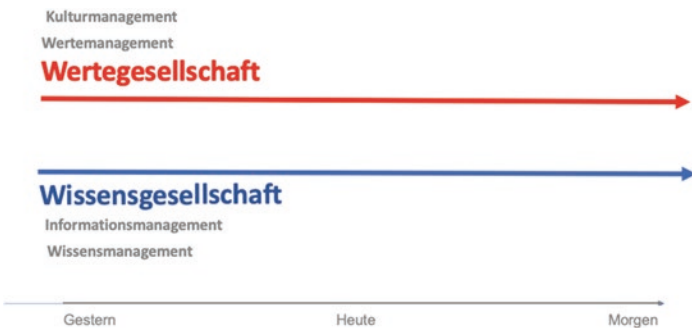 Kulturmanagement
Wertemanagement
Wertegesellschaft
Wissensgesellschaft
Informationsmanagement
Wissensmanagement
Gestern Heute Morgen